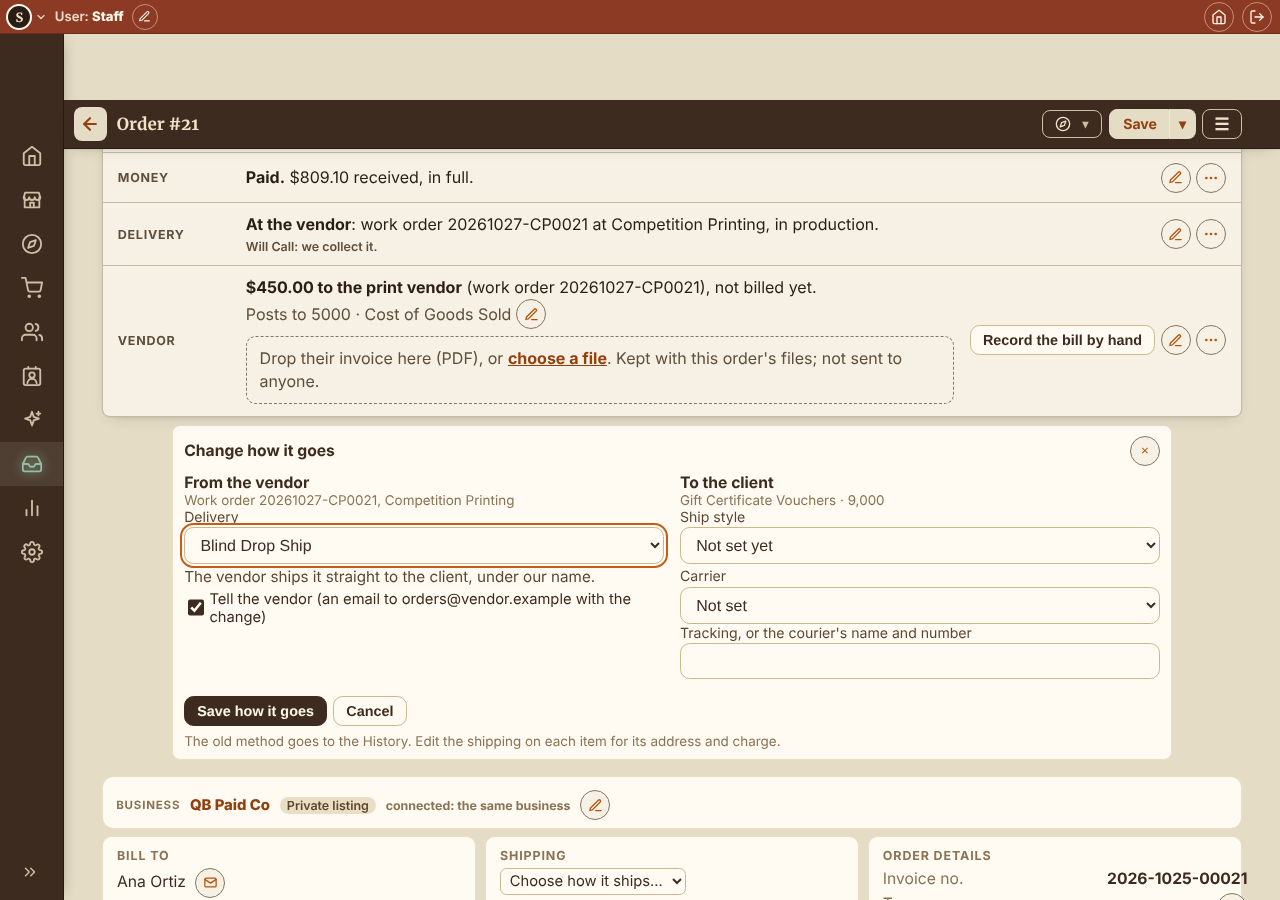 S User: Staff
Order #21
Save
MONEY
Paid. $809.10 received, in full.
DELIVERY
At the vendor: work order 20261027-CP0021 at Competition Printing, in production.
Will Call: we collect it.
VENDOR
$450.00 to the print vendor (work order 20261027-CP0021), not billed yet.
Posts to 5000 · Cost of Goods Sold
Drop their invoice here (PDF), or choose a file. Kept with this order's files; not sent to
anyone.
Record the bill by hand
Change how it goes
×
From the vendor
Work order 20261027-CP0021, Competition Printing
Delivery
Blind Drop Ship
The vendor ships it straight to the client, under our name.
Tell the vendor (an email to orders@vendor.example with the
change)
To the client
Gift Certificate Vouchers · 9,000
Ship style
Not set yet
Carrier
Not set
Tracking, or the courier's name and number
Save how it goes
Cancel
The old method goes to the History. Edit the shipping on each item for its address and charge.
BUSINESS QB Paid Co Private listing connected: the same business
BILL TO
Ana Ortiz
SHIPPING
Choose how it ships...
ORDER DETAILS
Invoice no. 2026-1025-00021